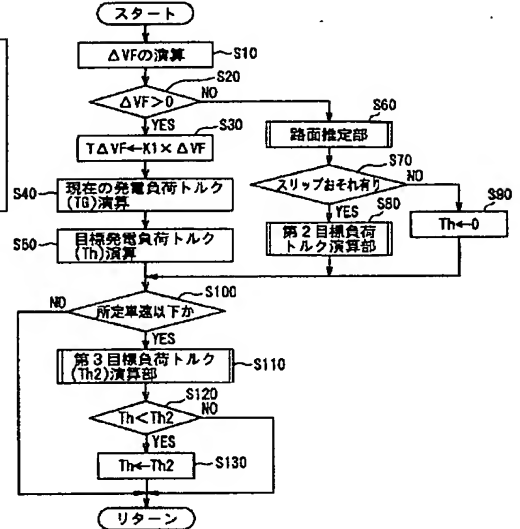 スタート
ΔVFの演算
S10
S20
ΔVF>0
NO
YES
S30
TΔVF←K1×ΔVF
S40
現在の発電負荷トルク
(TG)演算
S50
目標発電負荷トルク
(Th)演算
S60
路面推定部
S70
スリップおそれ有り
NO
YES
S80
第2目標負荷
トルク演算部
S90
Th←0
S100
NO
所定車速以下か
YES
第3目標負荷トルク
(Th2)演算部
S110
S120
Th<Th2
NO
YES
Th←Th2
S130
リターン